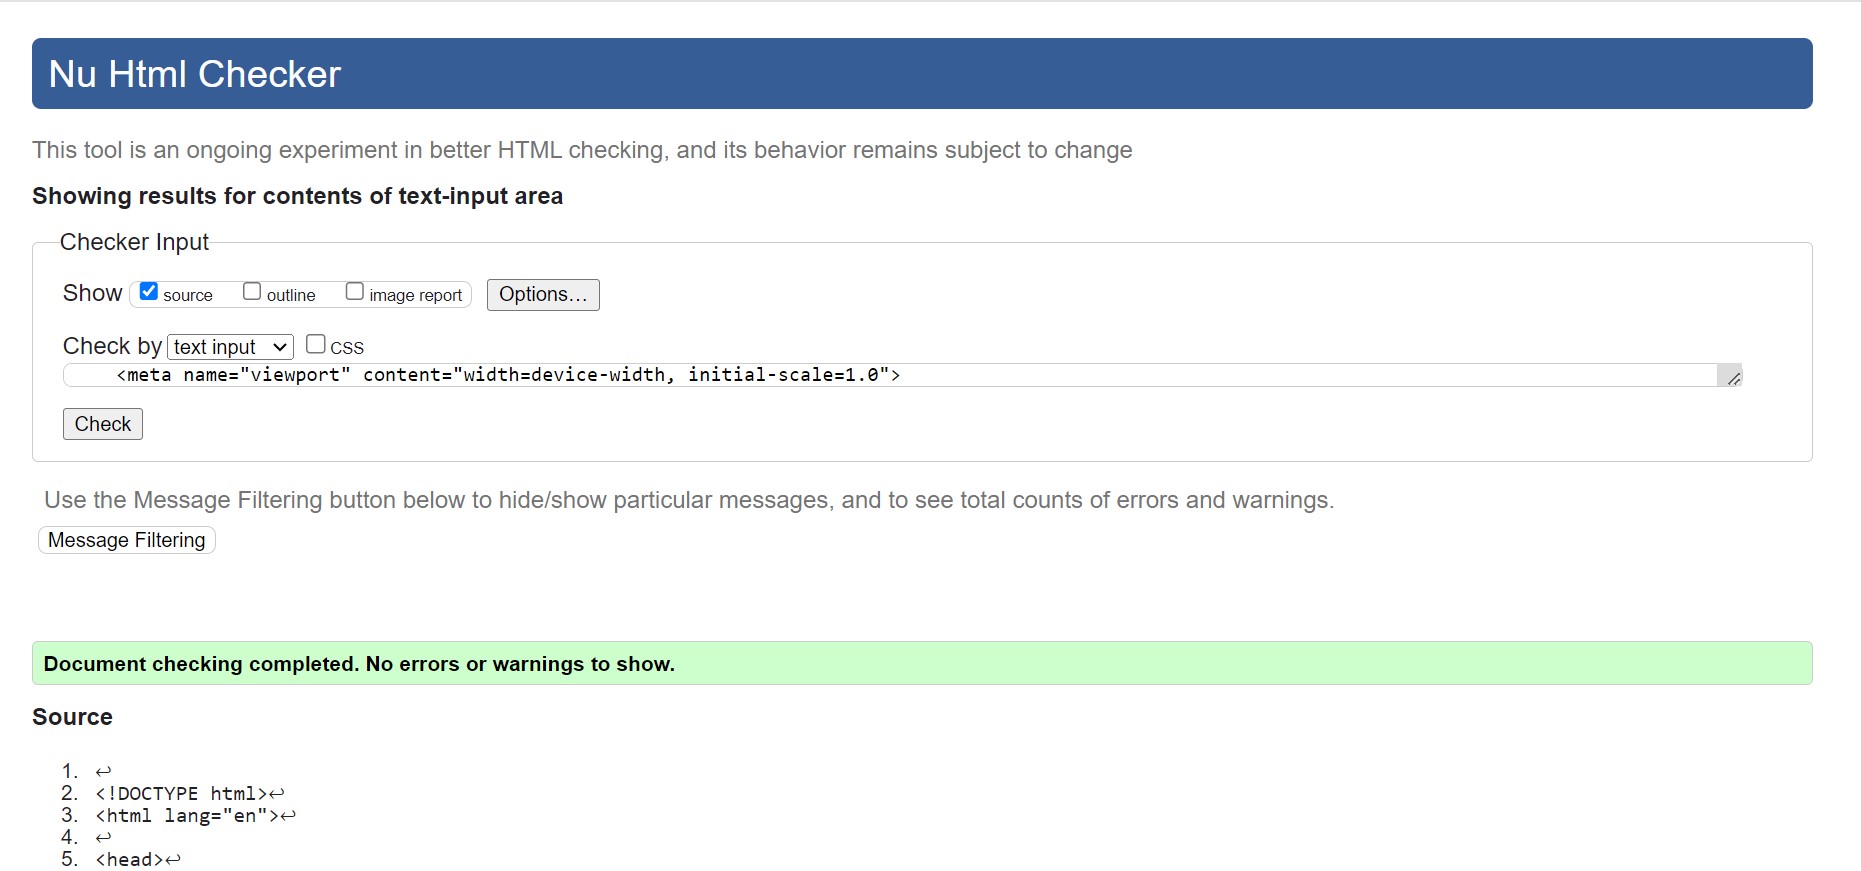 Nu Html Checker
This tool is an ongoing experiment in better HTML checking, and its behavior remains subject to change
Showing results for contents of text-input area
Checker Input
Show source outline image report Options...
Check by text input CSS
<meta name="viewport" content="width=device-width, initial-scale=1.0">
Check
Use the Message Filtering button below to hide/show particular messages, and to see total counts of errors and warnings.
Message Filtering
Document checking completed. No errors or warnings to show.
Source
1. ↩
2. <!DOCTYPE html>↩
3. <html lang="en">↩
4. ↩
5. <head>↩